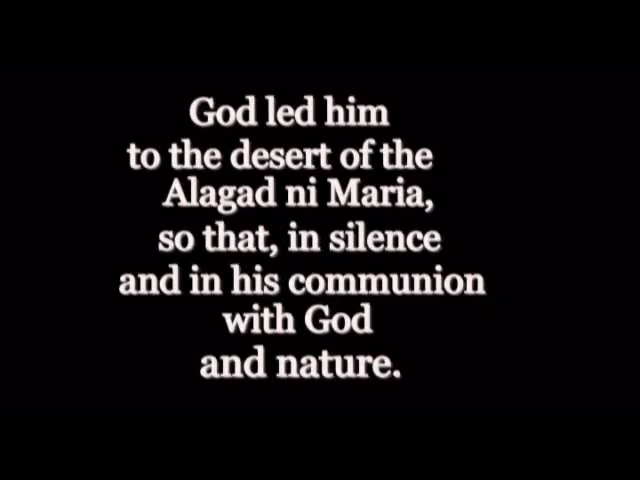 God led him
to the desert of the
Alagad ni Maria,
so that, in silence
and in his communion
with God
and nature.